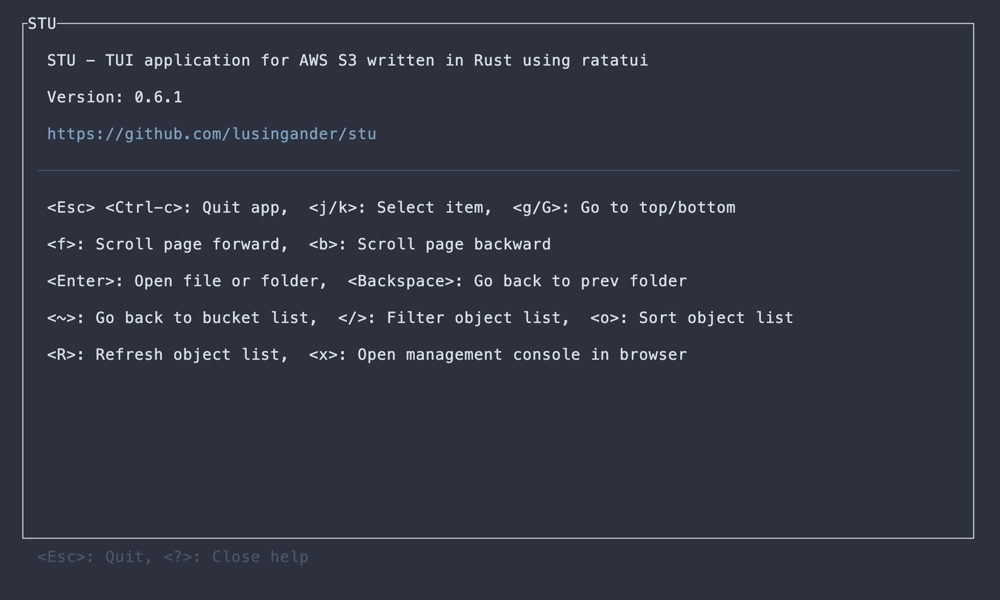 STU
STU - TUI application for AWS S3 written in Rust using ratatui
Version: 0.6.1
https://github.com/lusingander/stu
<Esc> <Ctrl-c>: Quit app,  <j/k>: Select item,  <g/G>: Go to top/bottom
<f>: Scroll page forward,  <b>: Scroll page backward
<Enter>: Open file or folder,  <Backspace>: Go back to prev folder
<~>: Go back to bucket list,  </>: Filter object list,  <o>: Sort object list
<R>: Refresh object list,  <x>: Open management console in browser
<Esc>: Quit, <?>: Close help